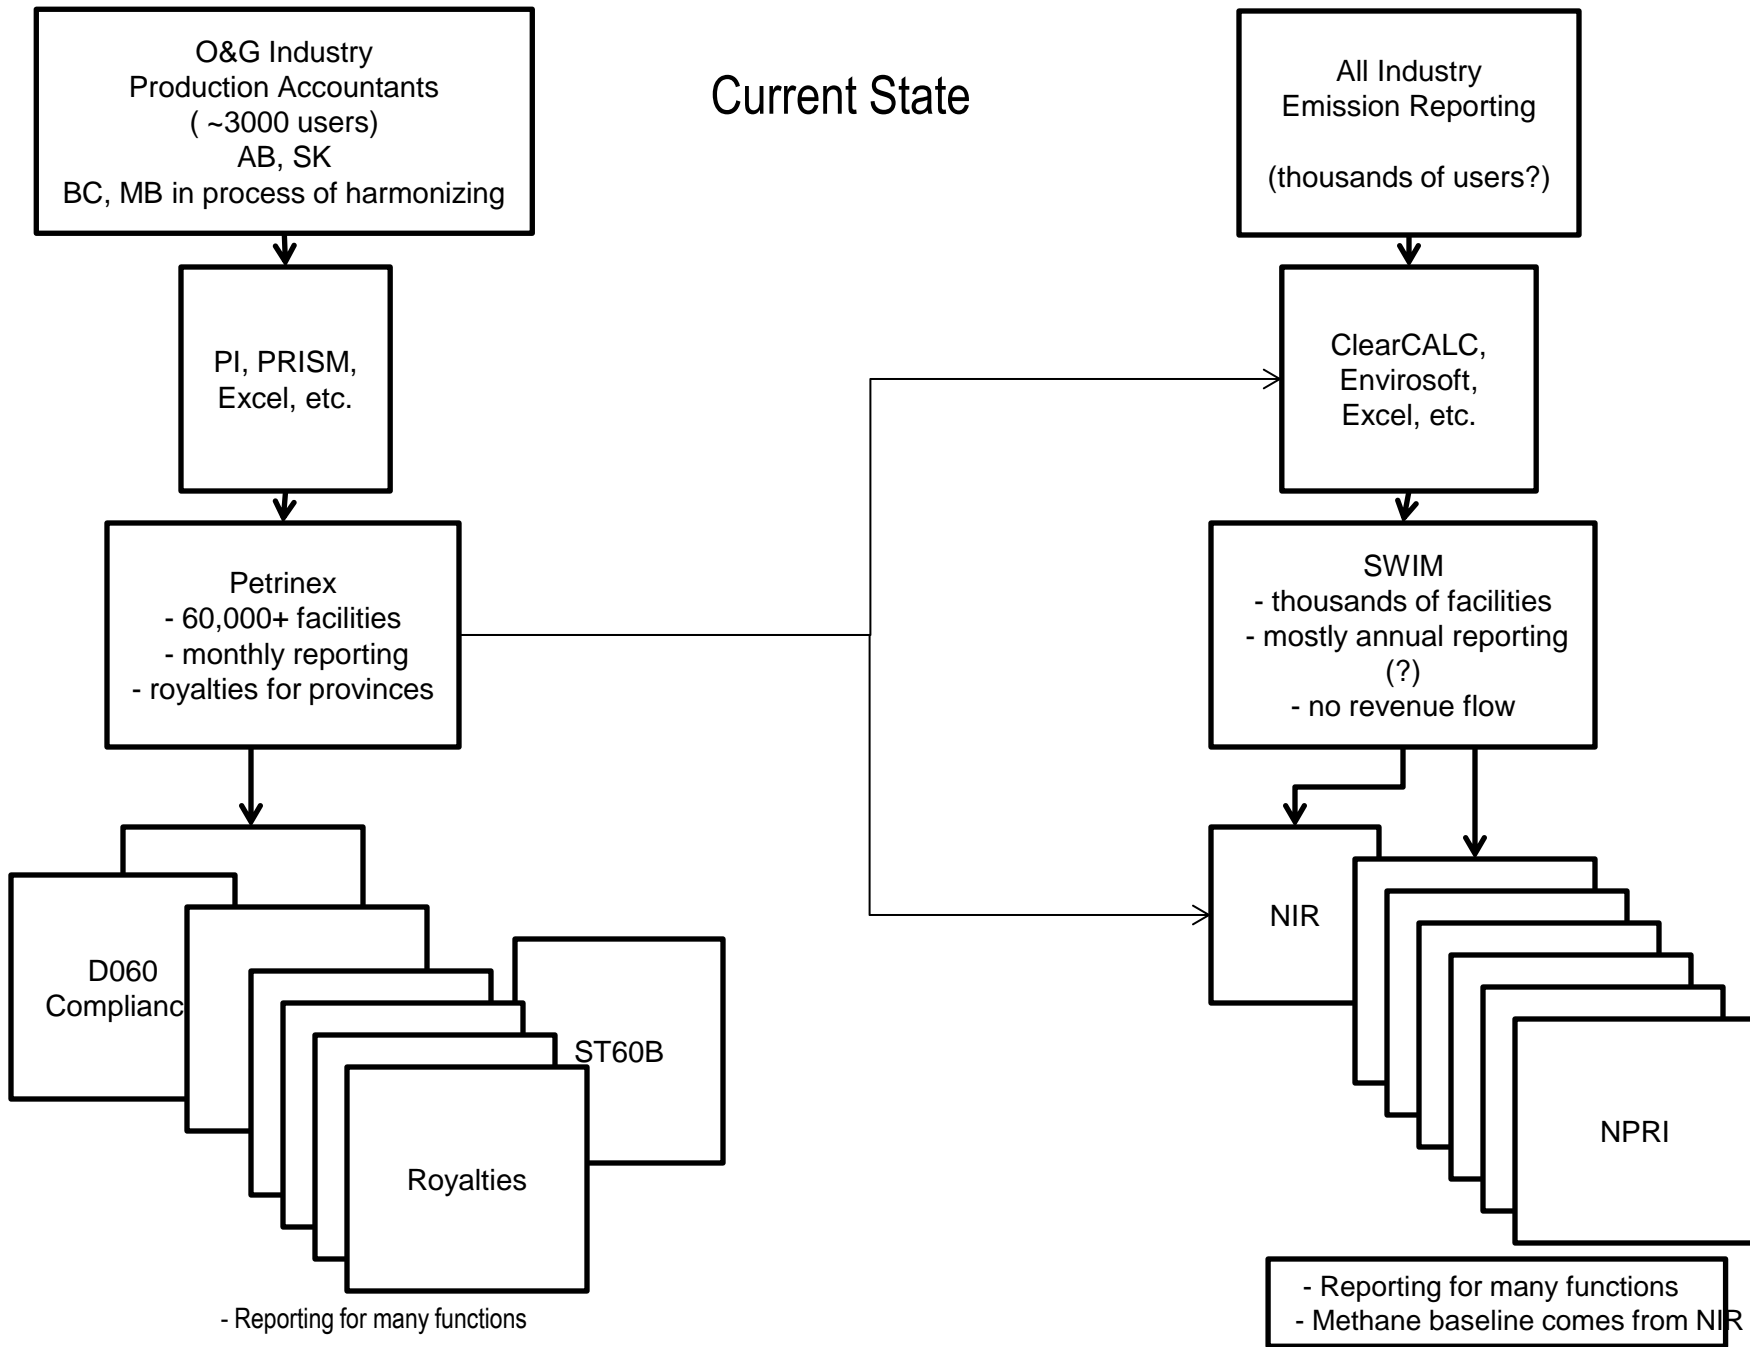 Current State
O&G Industry
Production Accountants
( ~3000 users)
AB, SK
BC, MB in process of harmonizing
All Industry
Emission Reporting
(thousands of users?)
PI, PRISM,
Excel, etc.
ClearCALC,
Envirosoft,
Excel, etc.
Petrinex
- 60,000+ facilities
- monthly reporting
- royalties for provinces
SWIM
- thousands of facilities
- mostly annual reporting
(?)
- no revenue flow
D060
Complianc
ST60B
Royalties
- Reporting for many functions
NIR
NPRI
- Reporting for many functions
- Methane baseline comes from NIR